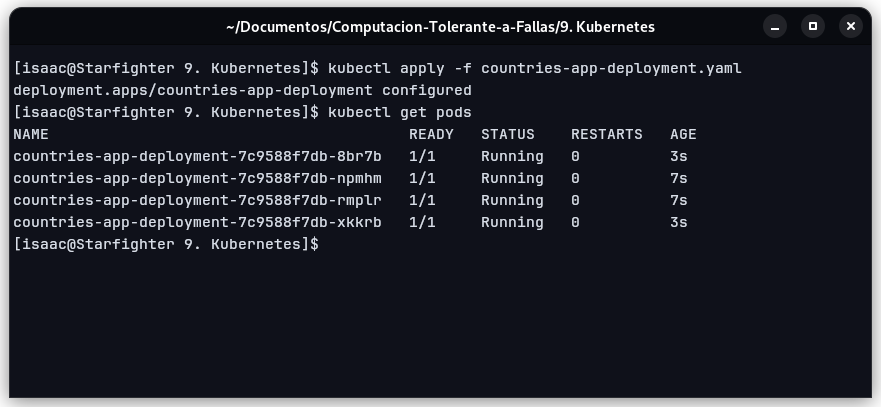 ~/Documentos/Computacion-Tolerante-a-Fallas/9. Kubernetes
[isaac@Starfighter 9. Kubernetes]$ kubectl apply -f countries-app-deployment.yaml
deployment.apps/countries-app-deployment configured
[isaac@Starfighter 9. Kubernetes]$ kubectl get pods
NAME                                        READY   STATUS    RESTARTS   AGE
countries-app-deployment-7c9588f7db-8br7b   1/1     Running   0          3s
countries-app-deployment-7c9588f7db-npmhm   1/1     Running   0          7s
countries-app-deployment-7c9588f7db-rmplr   1/1     Running   0          7s
countries-app-deployment-7c9588f7db-xkkrb   1/1     Running   0          3s
[isaac@Starfighter 9. Kubernetes]$